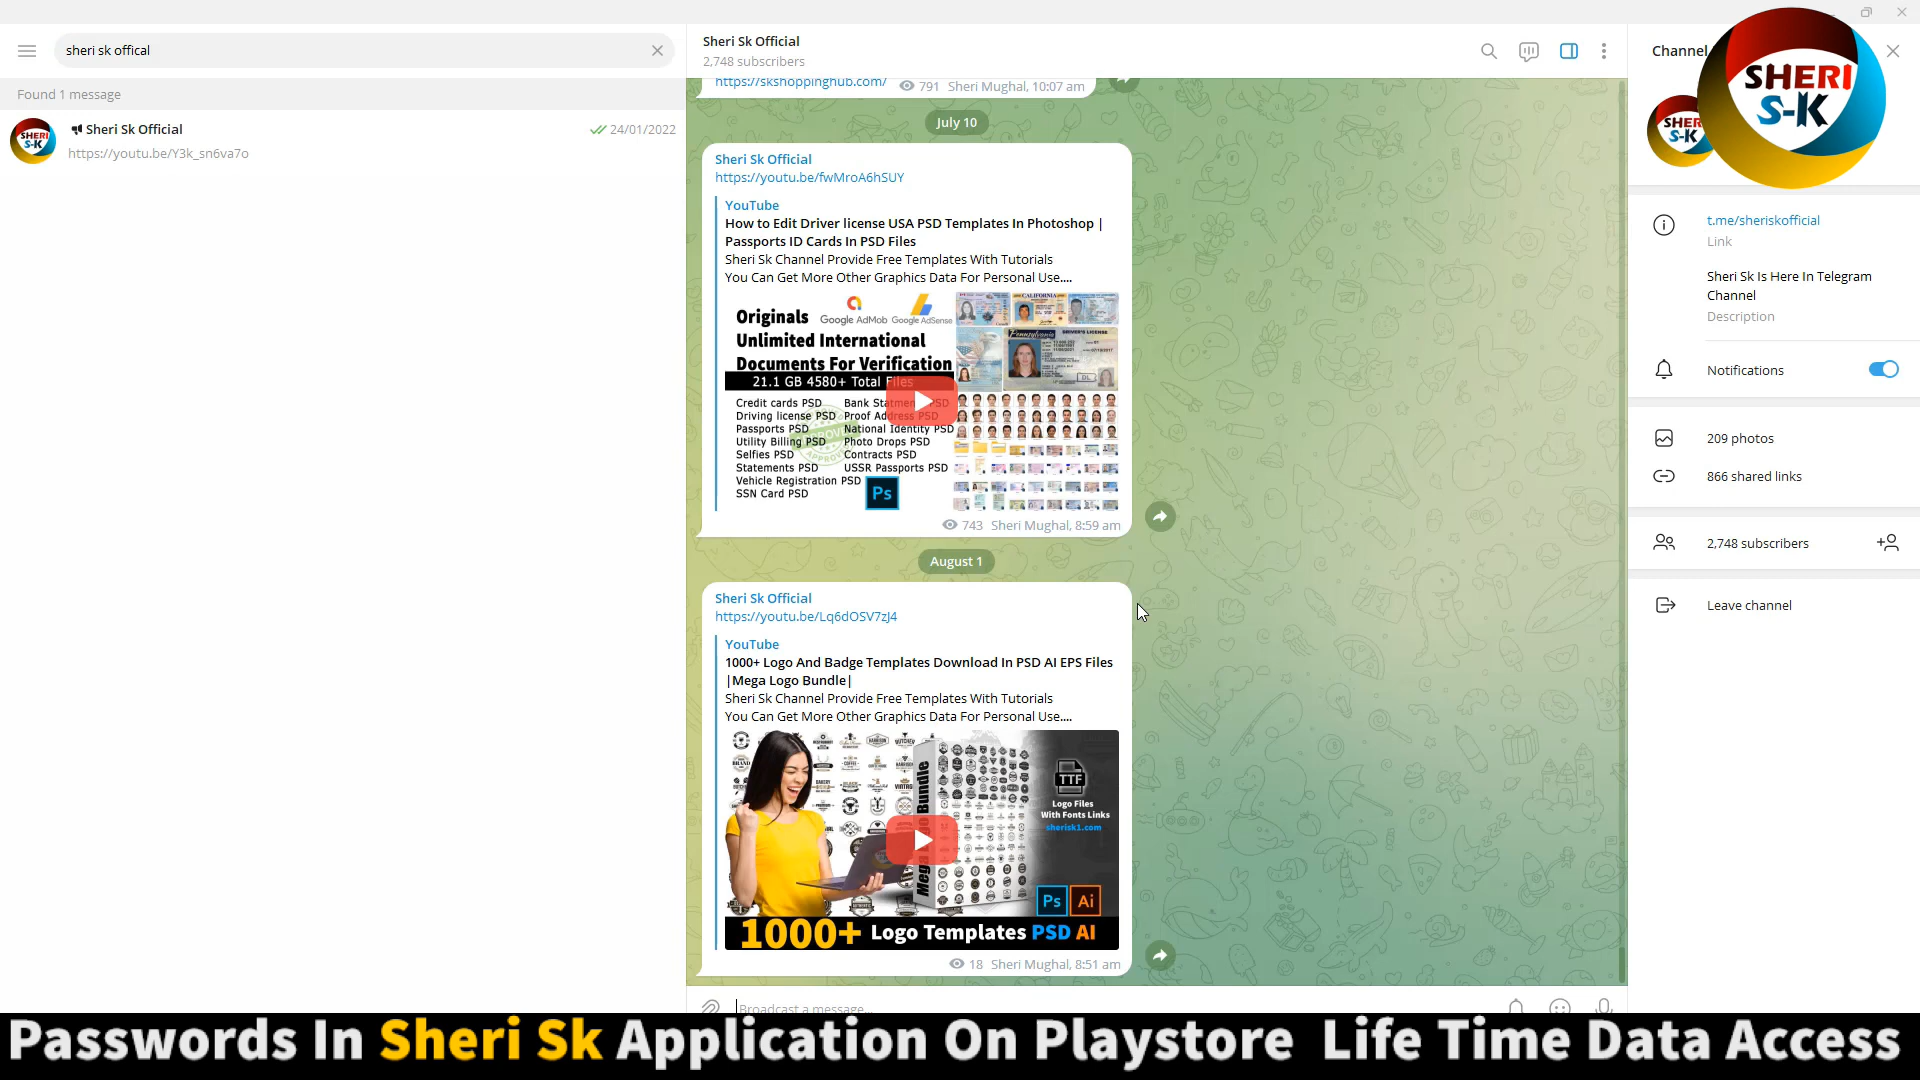 sheri sk offical
Found 1 message
Sheri Sk Official
24/01/2022
https://youtu.be/Y3k_sn6va7o
SHERI
S-K
Sheri Sk Official
2,748 subscribers
https://skshoppinghub.com/
791 Sheri Mughal, 10:07 am
July 10
Sheri Sk Official
https://youtu.be/fwMroA6hSUY
YouTube
How to Edit Driver license USA PSD Templates In Photoshop |
Passports ID Cards In PSD Files
Sheri Sk Channel Provide Free Templates With Tutorials
You Can Get More Other Graphics Data For Personal Use....
Originals
Google AdMob Google AdSense
Unlimited International
Documents For Verification
21.1 GB 4580+ Total Files
Credit cards PSD
Driving license PSD
Passports PSD
Utility Billing PSD
Selfies PSD
Statements PSD
Vehicle Registration PSD
SSN Card PSD
Bank Statment PSD
Proof Address PSD
National Identity PSD
Photo Drops PSD
Contracts PSD
USSR Passports PSD
Ps
CALIFORNIA
Pennsylvania
743 Sheri Mughal, 8:59 am
August 1
Sheri Sk Official
https://youtu.be/Lq6dOSV7zJ4
YouTube
1000+ Logo And Badge Templates Download In PSD AI EPS Files
|Mega Logo Bundle|
Sheri Sk Channel Provide Free Templates With Tutorials
You Can Get More Other Graphics Data For Personal Use....
TTF
Logo Files
With Fonts Links
sherisk1.com
Ps Ai
1000+ Logo Templates PSD AI
18 Sheri Mughal, 8:51 am
Broadcast a message...
Channel
SHERI
S-K
SHERI
S-K
t.me/sheriskofficial
Link
Sheri Sk Is Here In Telegram
Channel
Description
Notifications
209 photos
866 shared links
2,748 subscribers
Leave channel
Passwords In Sheri Sk Application On Playstore Life Time Data Access